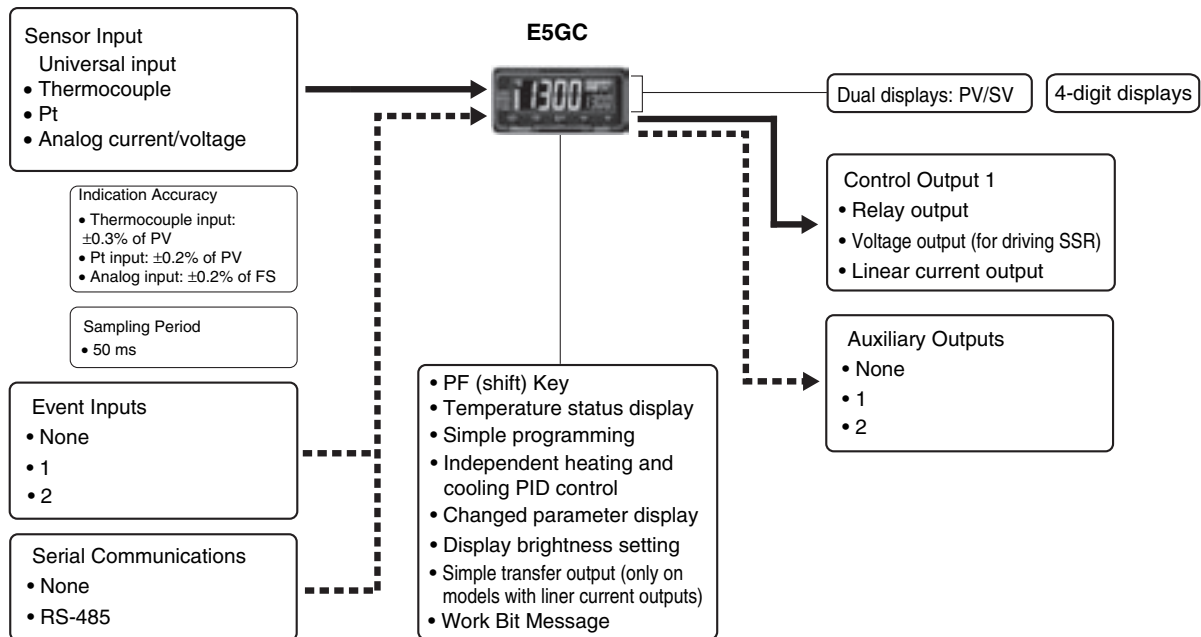 Sensor Input
Universal input
• Thermocouple
• Pt
• Analog current/voltage
Indication Accuracy
• Thermocouple input:
±0.3% of PV
• Pt input: ±0.2% of PV
• Analog input: ±0.2% of FS
Sampling Period
• 50 ms
Event Inputs
• None
• 1
• 2
Serial Communications
• None
• RS-485
E5GC
1300
1300
• PF (shift) Key
• Temperature status display
• Simple programming
• Independent heating and
cooling PID control
• Changed parameter display
• Display brightness setting
• Simple transfer output (only on
models with liner current outputs)
• Work Bit Message
Dual displays: PV/SV
4-digit displays
Control Output 1
• Relay output
• Voltage output (for driving SSR)
• Linear current output
Auxiliary Outputs
• None
• 1
• 2